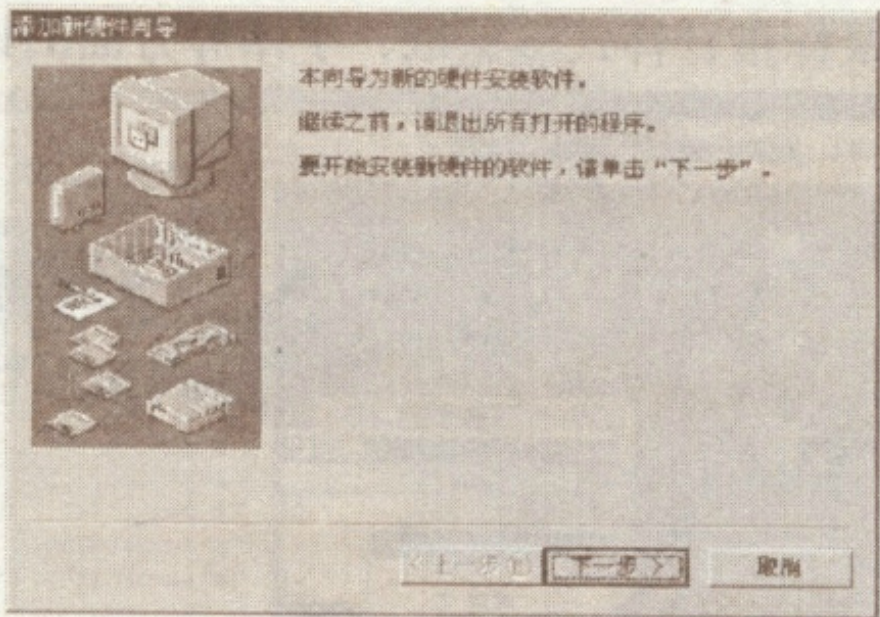 添加新硬件向导
本向导为新的硬件安装软件。
继续之前，请退出所有打开的程序。
要开始安装新硬件的软件，请单击“下一步”。
< 上一步
下一步 >
取消